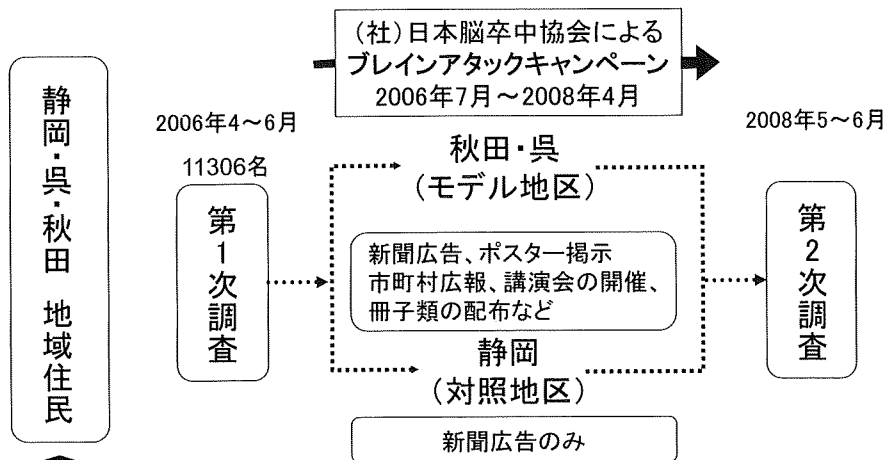 (社)日本脳卒中協会による
ブレインアタックキャンペーン
2006年7月～2008年4月
静岡・呉・秋田 地域住民
2006年4～6月
11306名
第1次調査
秋田・呉
(モデル地区)
新聞広告、ポスター掲示
市町村広報、講演会の開催、
冊子類の配布など
静岡
(対照地区)
新聞広告のみ
2008年5～6月
第2次調査